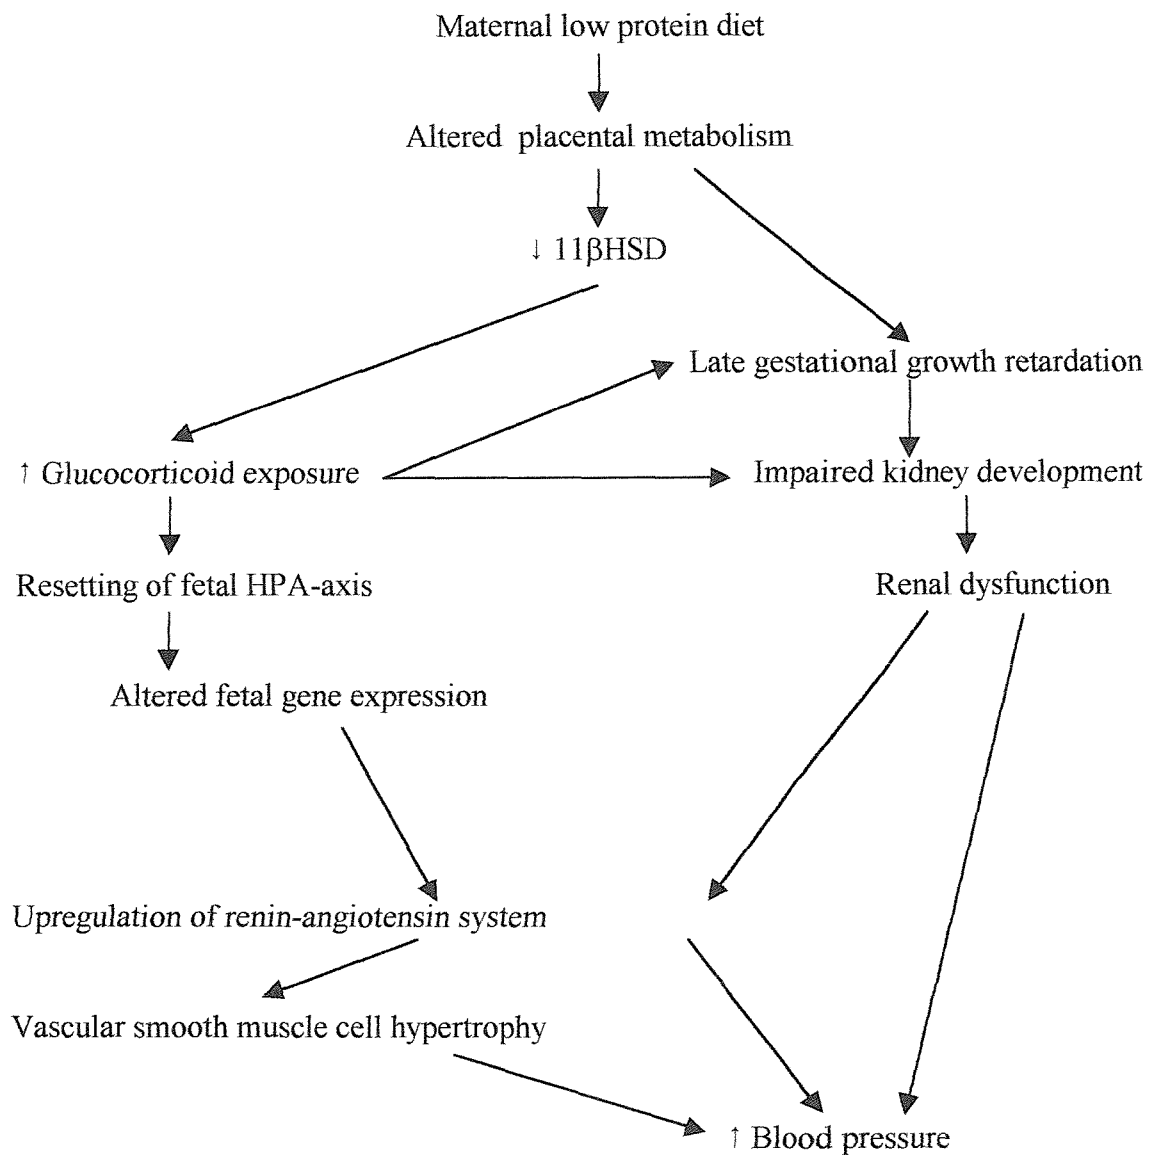 Maternal low protein diet
Altered placental metabolism
↓ 11βHSD
Late gestational growth retardation
↑ Glucocorticoid exposure
Impaired kidney development
Resetting of fetal HPA-axis
Renal dysfunction
Altered fetal gene expression
Upregulation of renin-angiotensin system
Vascular smooth muscle cell hypertrophy
↑ Blood pressure